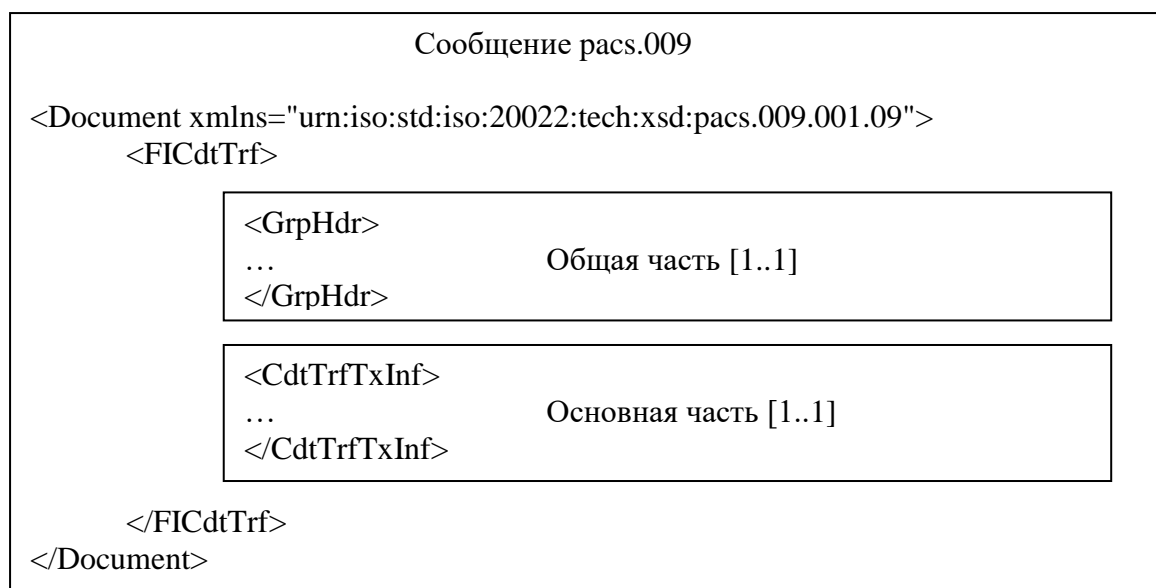 Сообщение pacs.009
<Document xmlns="urn:iso:std:iso:20022:tech:xsd:pacs.009.001.09">
<FICdtTrf>
<GrpHdr>
… Общая часть [1..1]
</GrpHdr>
<CdtTrfTxInf>
… Основная часть [1..1]
</CdtTrfTxInf>
</FICdtTrf>
</Document>